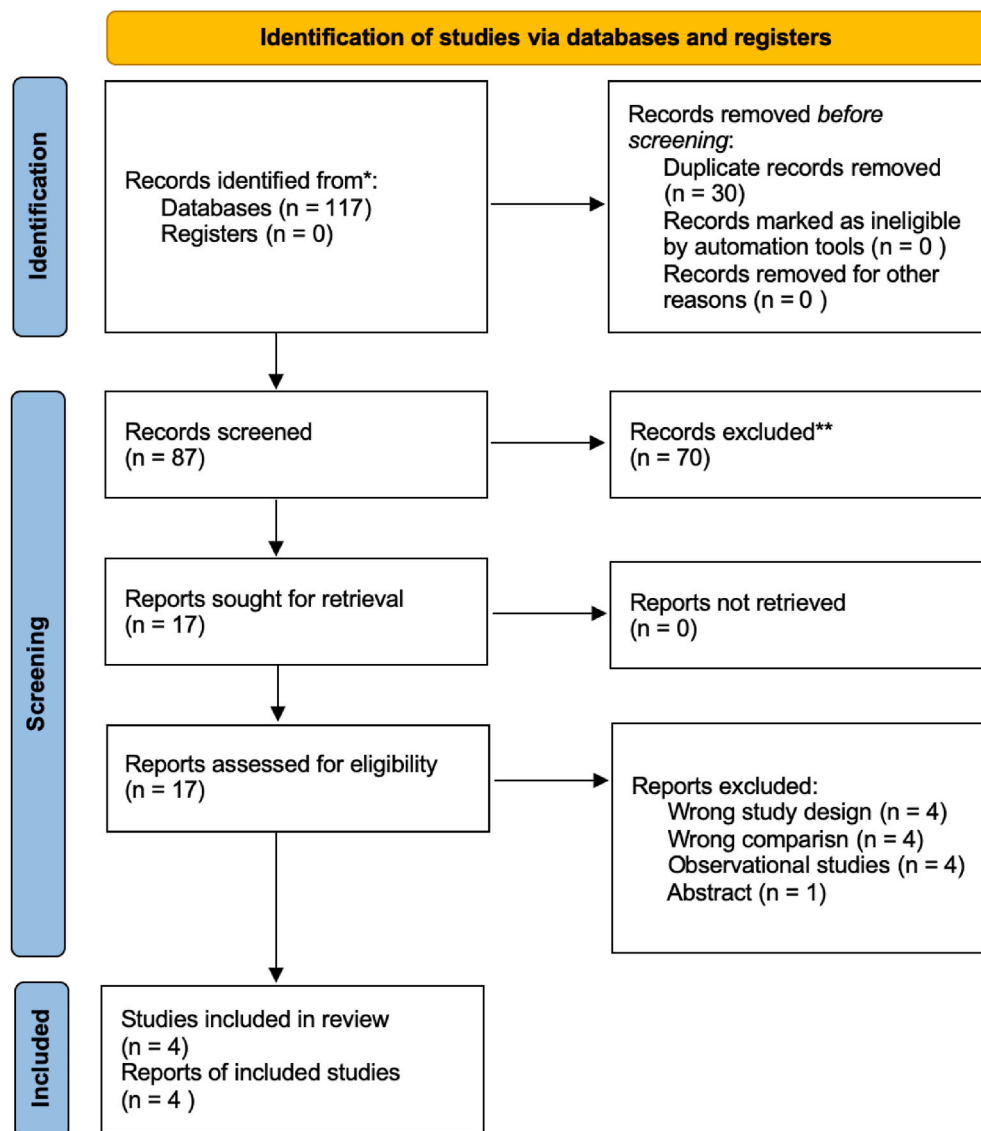 Identification of studies via databases and registers
Identification
Records identified from*:
Databases (n = 117)
Registers (n = 0)
Records removed before
screening:
Duplicate records removed
(n = 30)
Records marked as ineligible
by automation tools (n = 0 )
Records removed for other
reasons (n = 0 )
Screening
Records screened
(n = 87)
Records excluded**
(n = 70)
Reports sought for retrieval
(n = 17)
Reports not retrieved
(n = 0)
Reports assessed for eligibility
(n = 17)
Reports excluded:
Wrong study design (n = 4)
Wrong comparisn (n = 4)
Observational studies (n = 4)
Abstract (n = 1)
Included
Studies included in review
(n = 4)
Reports of included studies
(n = 4 )